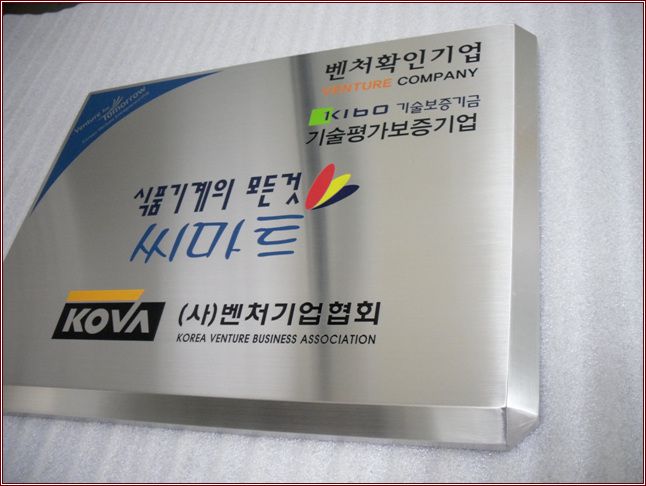 Venture for
Tomorrow
벤처확인기업
VENTURE COMPANY
KIBO 기술보증기금
기술평가보증기업
식품기계의 모든것
씨마트
KOVA (사)벤처기업협회
KOREA VENTURE BUSINESS ASSOCIATION